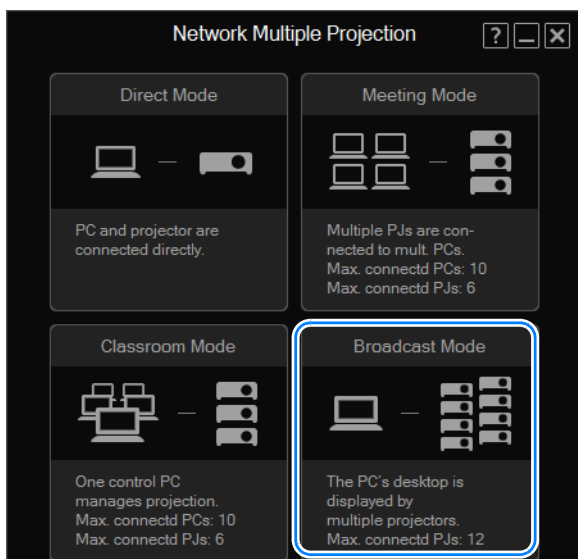 Network Multiple Projection
?
Direct Mode
PC and projector are
connected directly.
Meeting Mode
Multiple PJs are con-
nected to mult. PCs.
Max. connectd PCs: 10
Max. connectd PJs: 6
Classroom Mode
One control PC
manages projection.
Max. connectd PCs: 10
Max. connectd PJs: 6
Broadcast Mode
The PC's desktop is
displayed by
multiple projectors.
Max. connectd PJs: 12